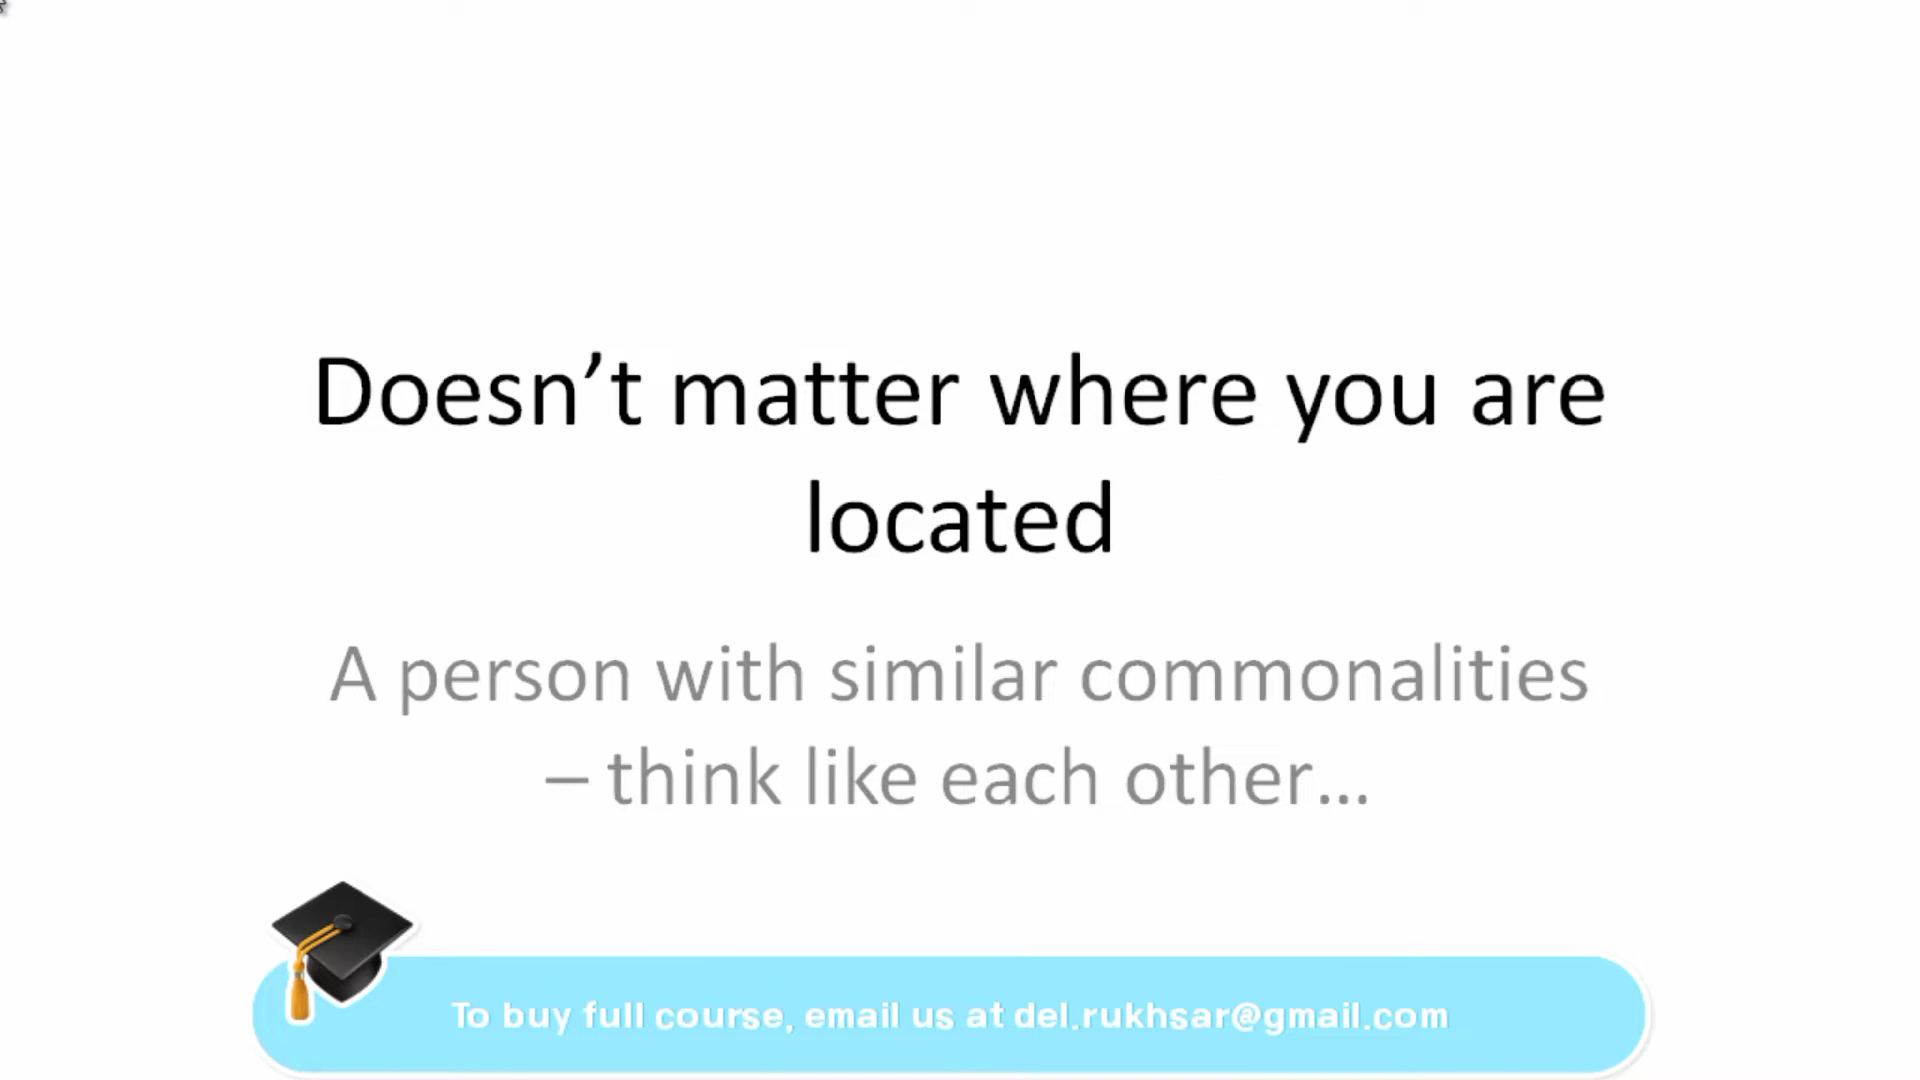 Doesn’t matter where you are
located
A person with similar commonalities
– think like each other…
To buy full course, email us at del.rukhsar@gmail.com